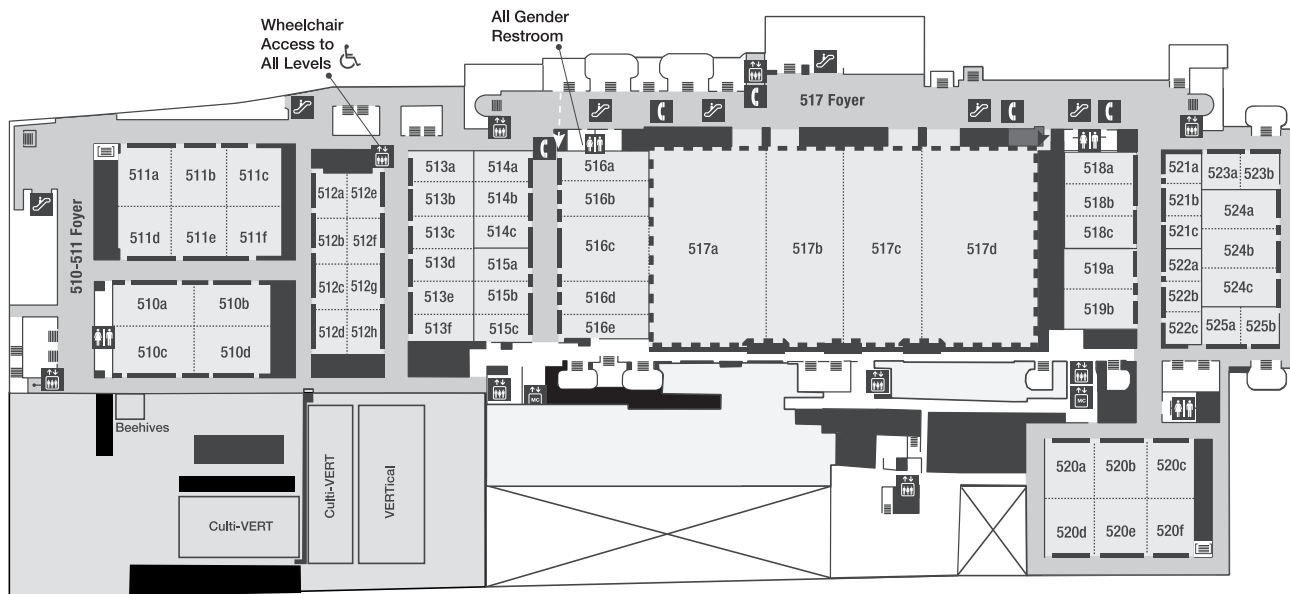 Wheelchair
Access to
All Levels
All Gender
Restroom
517 Foyer
510-511 Foyer
511a
511b
511c
511d
511e
511f
510a
510b
510c
510d
512a
512e
512b
512f
512c
512g
512d
512h
513a
513b
513c
513d
513e
513f
514a
514b
514c
515a
515b
515c
516a
516b
516c
516d
516e
517a
517b
517c
517d
518a
518b
518c
519a
519b
521a
521b
521c
522a
522b
522c
523a
523b
524a
524b
524c
525a
525b
520a
520b
520c
520d
520e
520f
MC
MC
Beehives
Culti-VERT
Culti-VERT
VERTical